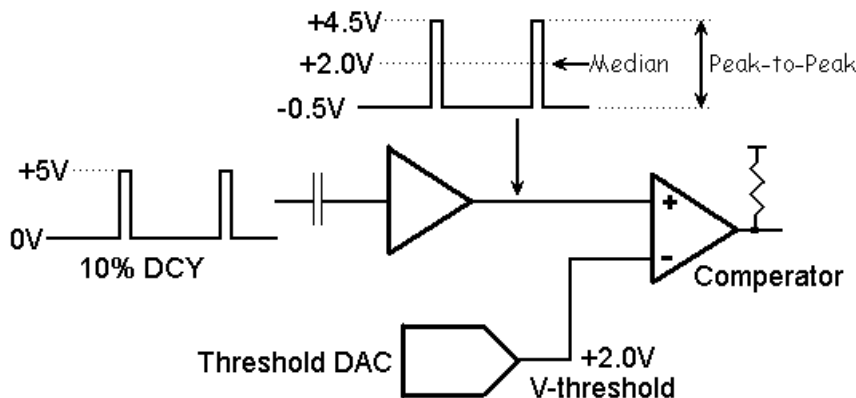 +4.5V
+2.0V
Median
Peak-to-Peak
-0.5V
+5V
0V
10% DCY
+
-
Comperator
Threshold DAC
+2.0V
V-threshold